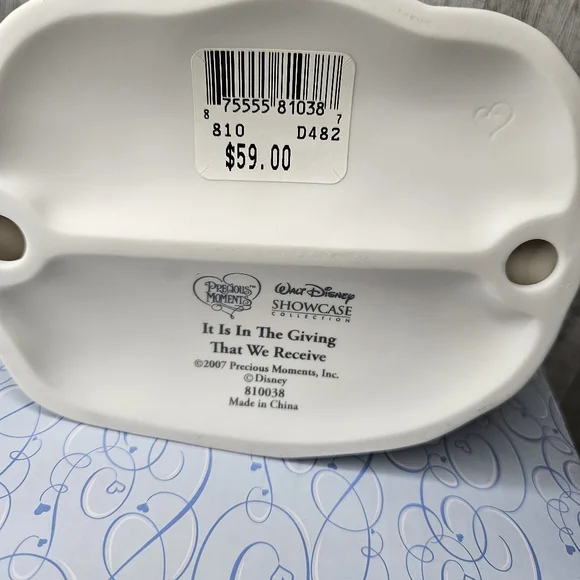 8 75555 81038 7
810 D482
$59.00
PRECIOUS MOMENTS™
WALT DISNEY
SHOWCASE
COLLECTION
It Is In The Giving
That We Receive
©2007 Precious Moments, Inc.
©Disney
810038
Made in China